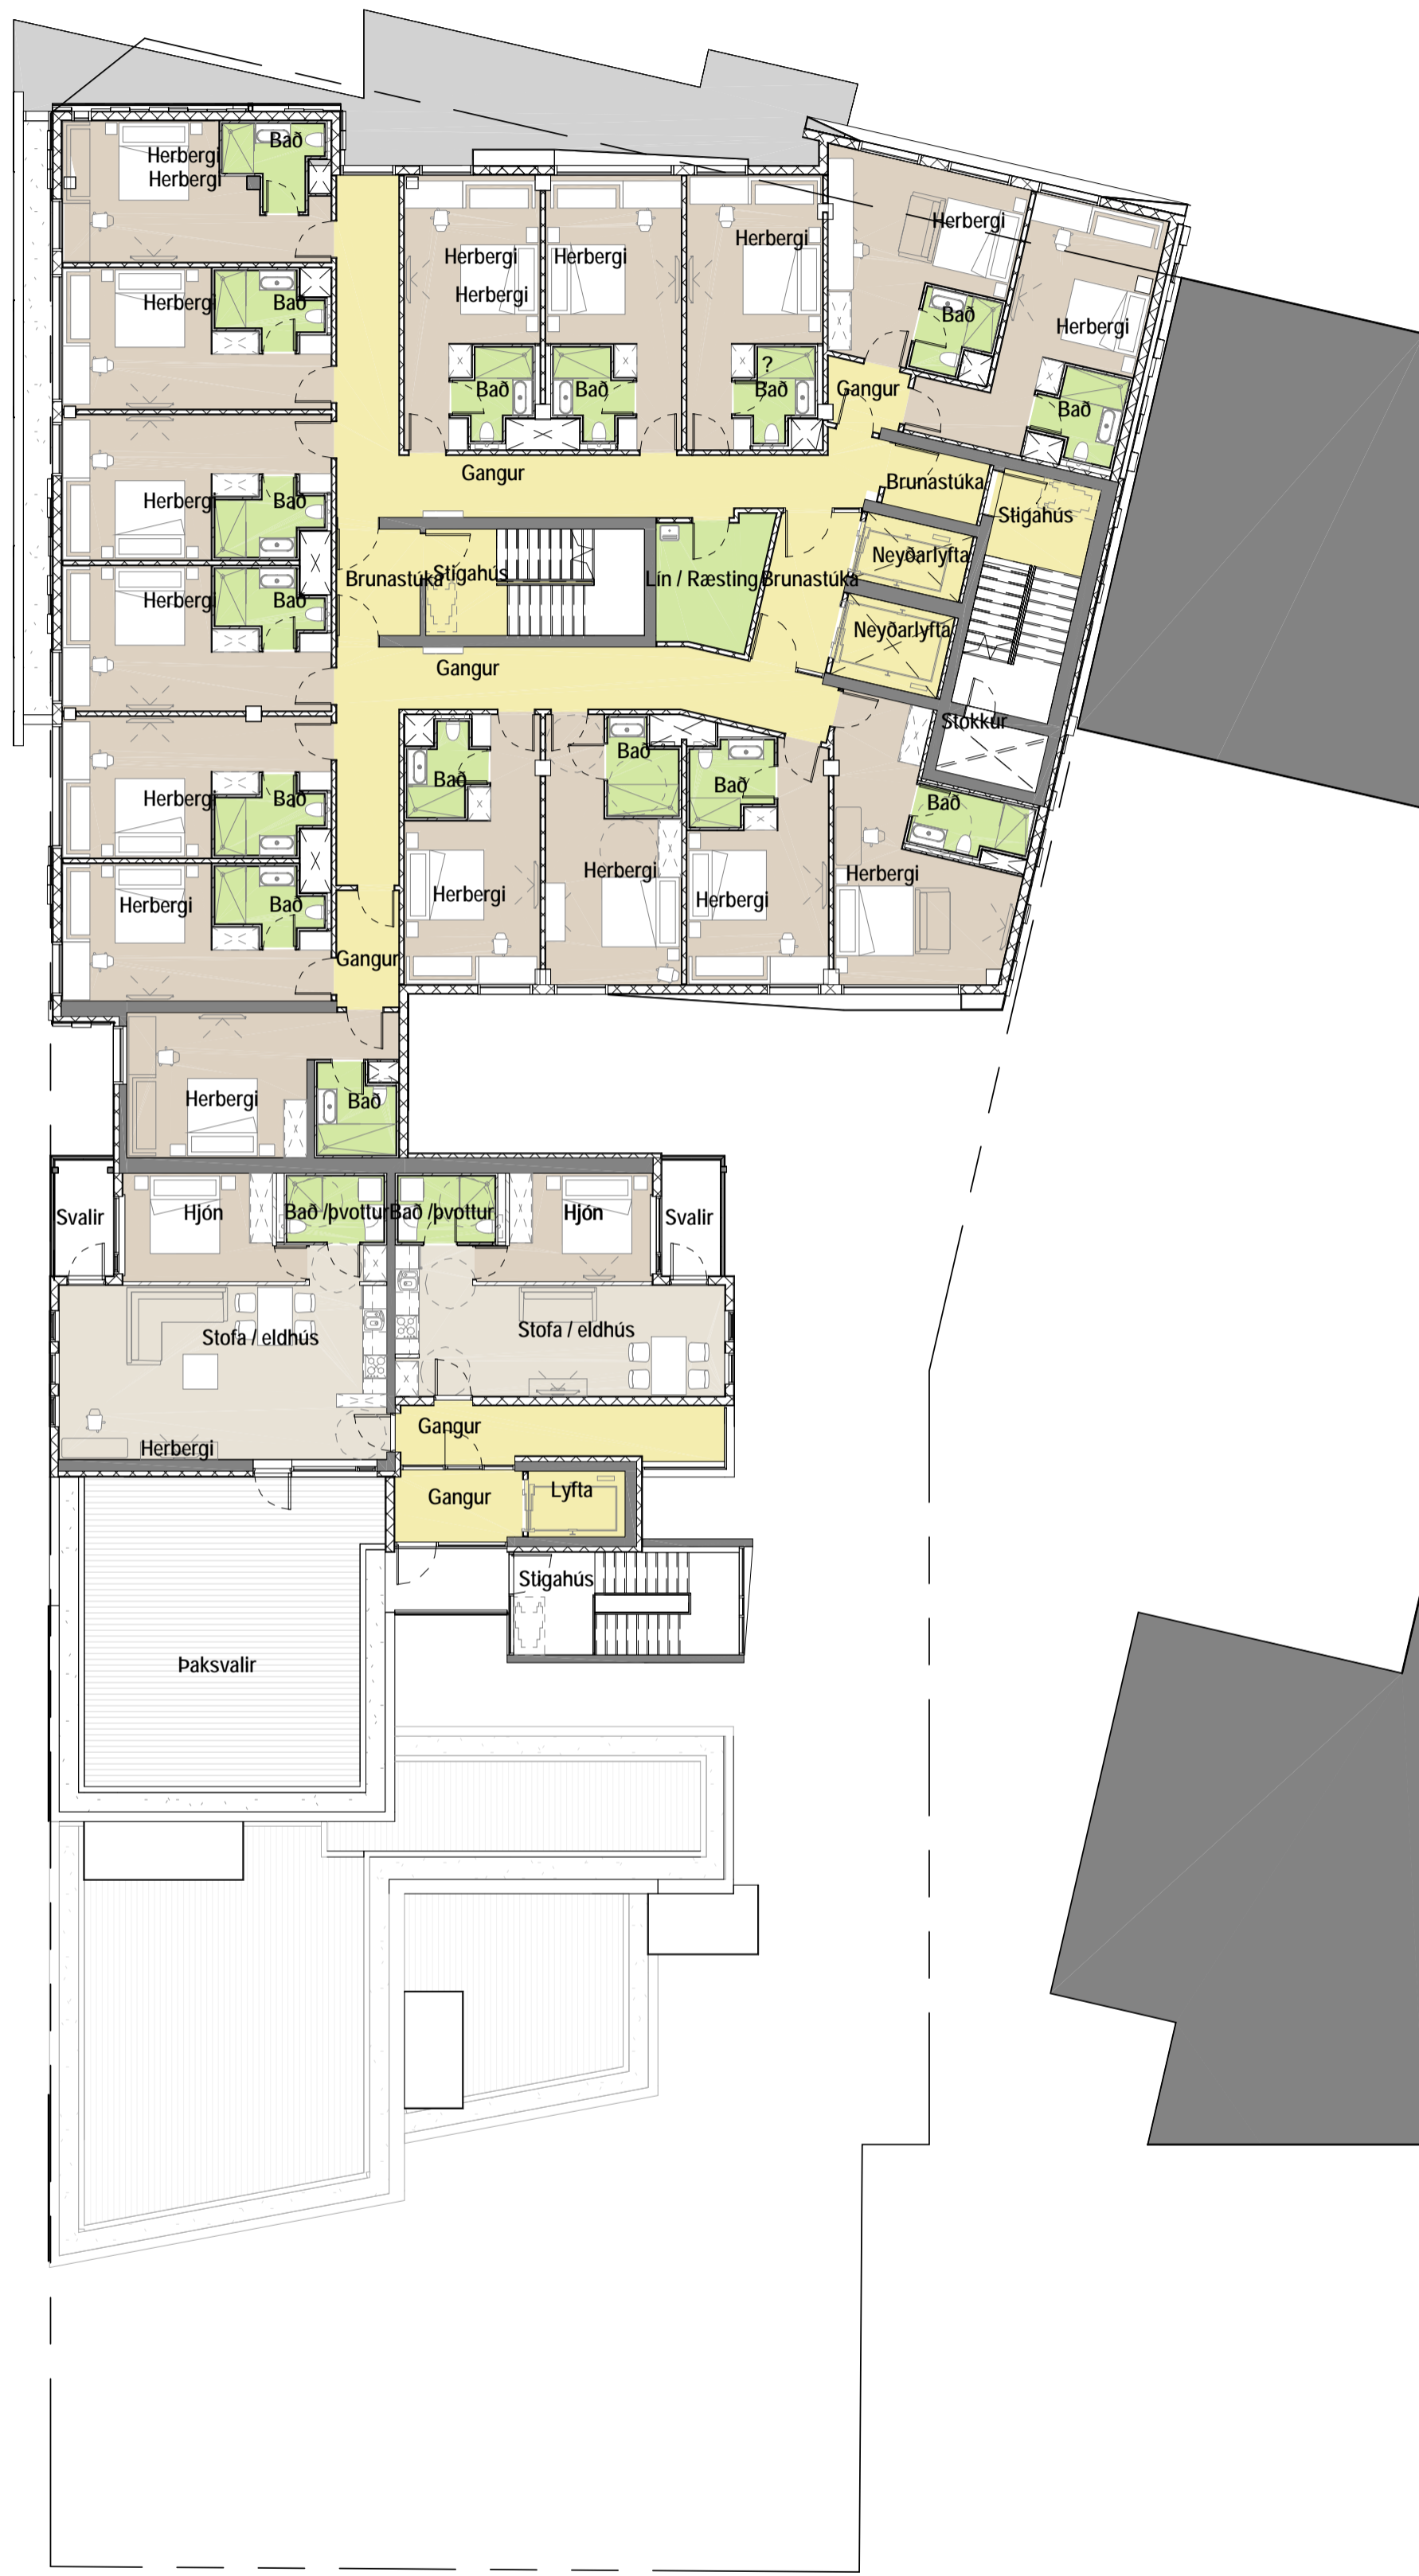 Bað
Herbergi
Herbergi
Herbergi
Herbergi
Herbergi
Herbergi
Herbergi
Herbergi
Bað
Herbergi
Bað
Herbergi
?
Bað
Bað
Bað
Gangur
Bað
Gangur
Brunastúka
Herbergi
Bað
Stigahús
Neyðarlyfta
Brunastúka
Stigahús
Lín / Ræsting
Brunastúka
Herbergi
Bað
Neyðarlyfta
Gangur
Stokkur
Bað
Bað
Bað
Herbergi
Bað
Bað
Herbergi
Herbergi
Herbergi
Herbergi
Herbergi
Bað
Gangur
Herbergi
Bað
Svalir
Hjón
Bað /þvottur
Bað /þvottur
Hjón
Svalir
Stofa / eldhús
Stofa / eldhús
Gangur
Herbergi
Gangur
Lyfta
Stigahús
Þaksvalir